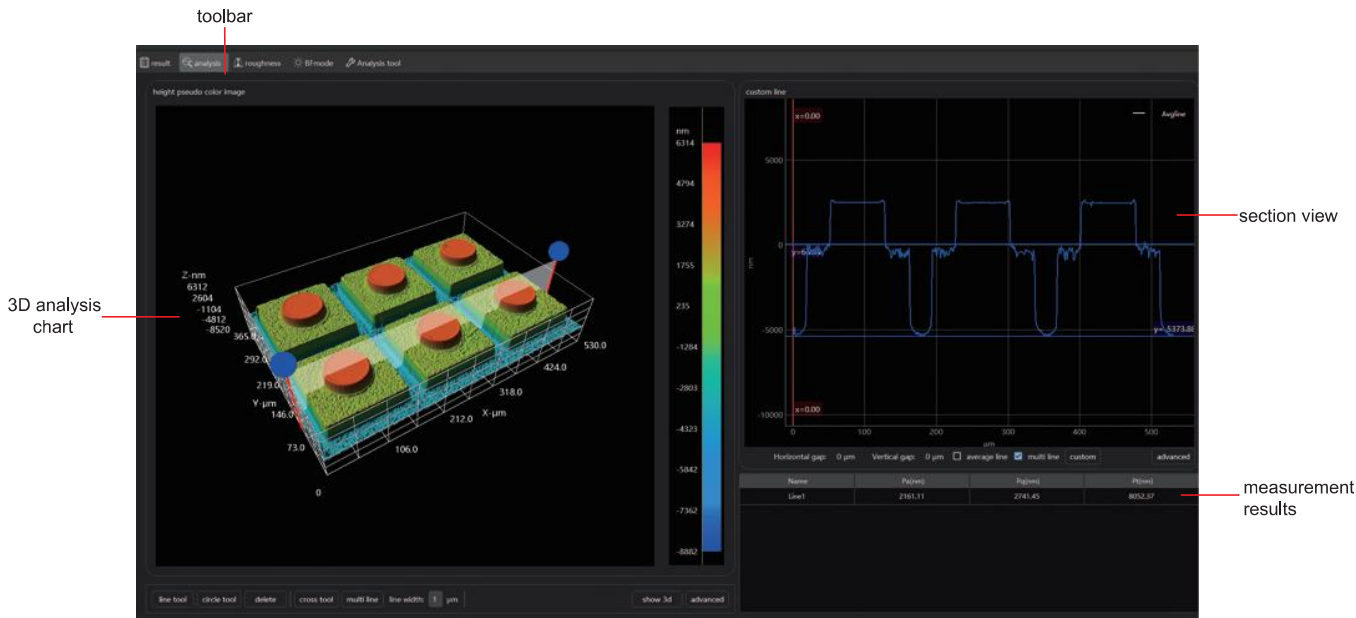 toolbar
result analysis roughness BFmode Analysis tool
height pseudo color image
nm
6314
4794
3274
1755
235
-1284
-2803
-4323
-5842
-7362
-8882
Z-nm
6312
2604
-1104
-4812
-8520
365.0
292.0
219.0
Y-μm
146.0
73.0
0
106.0
212.0
X-μm
318.0
424.0
530.0
3D analysis
chart
line tool circle tool delete cross tool multi line line width: 1 μm show 3d advanced
custom line
x=0.00
Avgline
5000
0
-5000
-10000
nm
y=-5373.88
x=0.00
0 100 200 300 400 500
μm
section view
Horizontal gap: 0 μm Vertical gap: 0 μm average line multi line custom advanced
Name Pa(nm) Pq(nm) Pt(nm)
Line1 2161.11 2741.45 8052.37
measurement
results